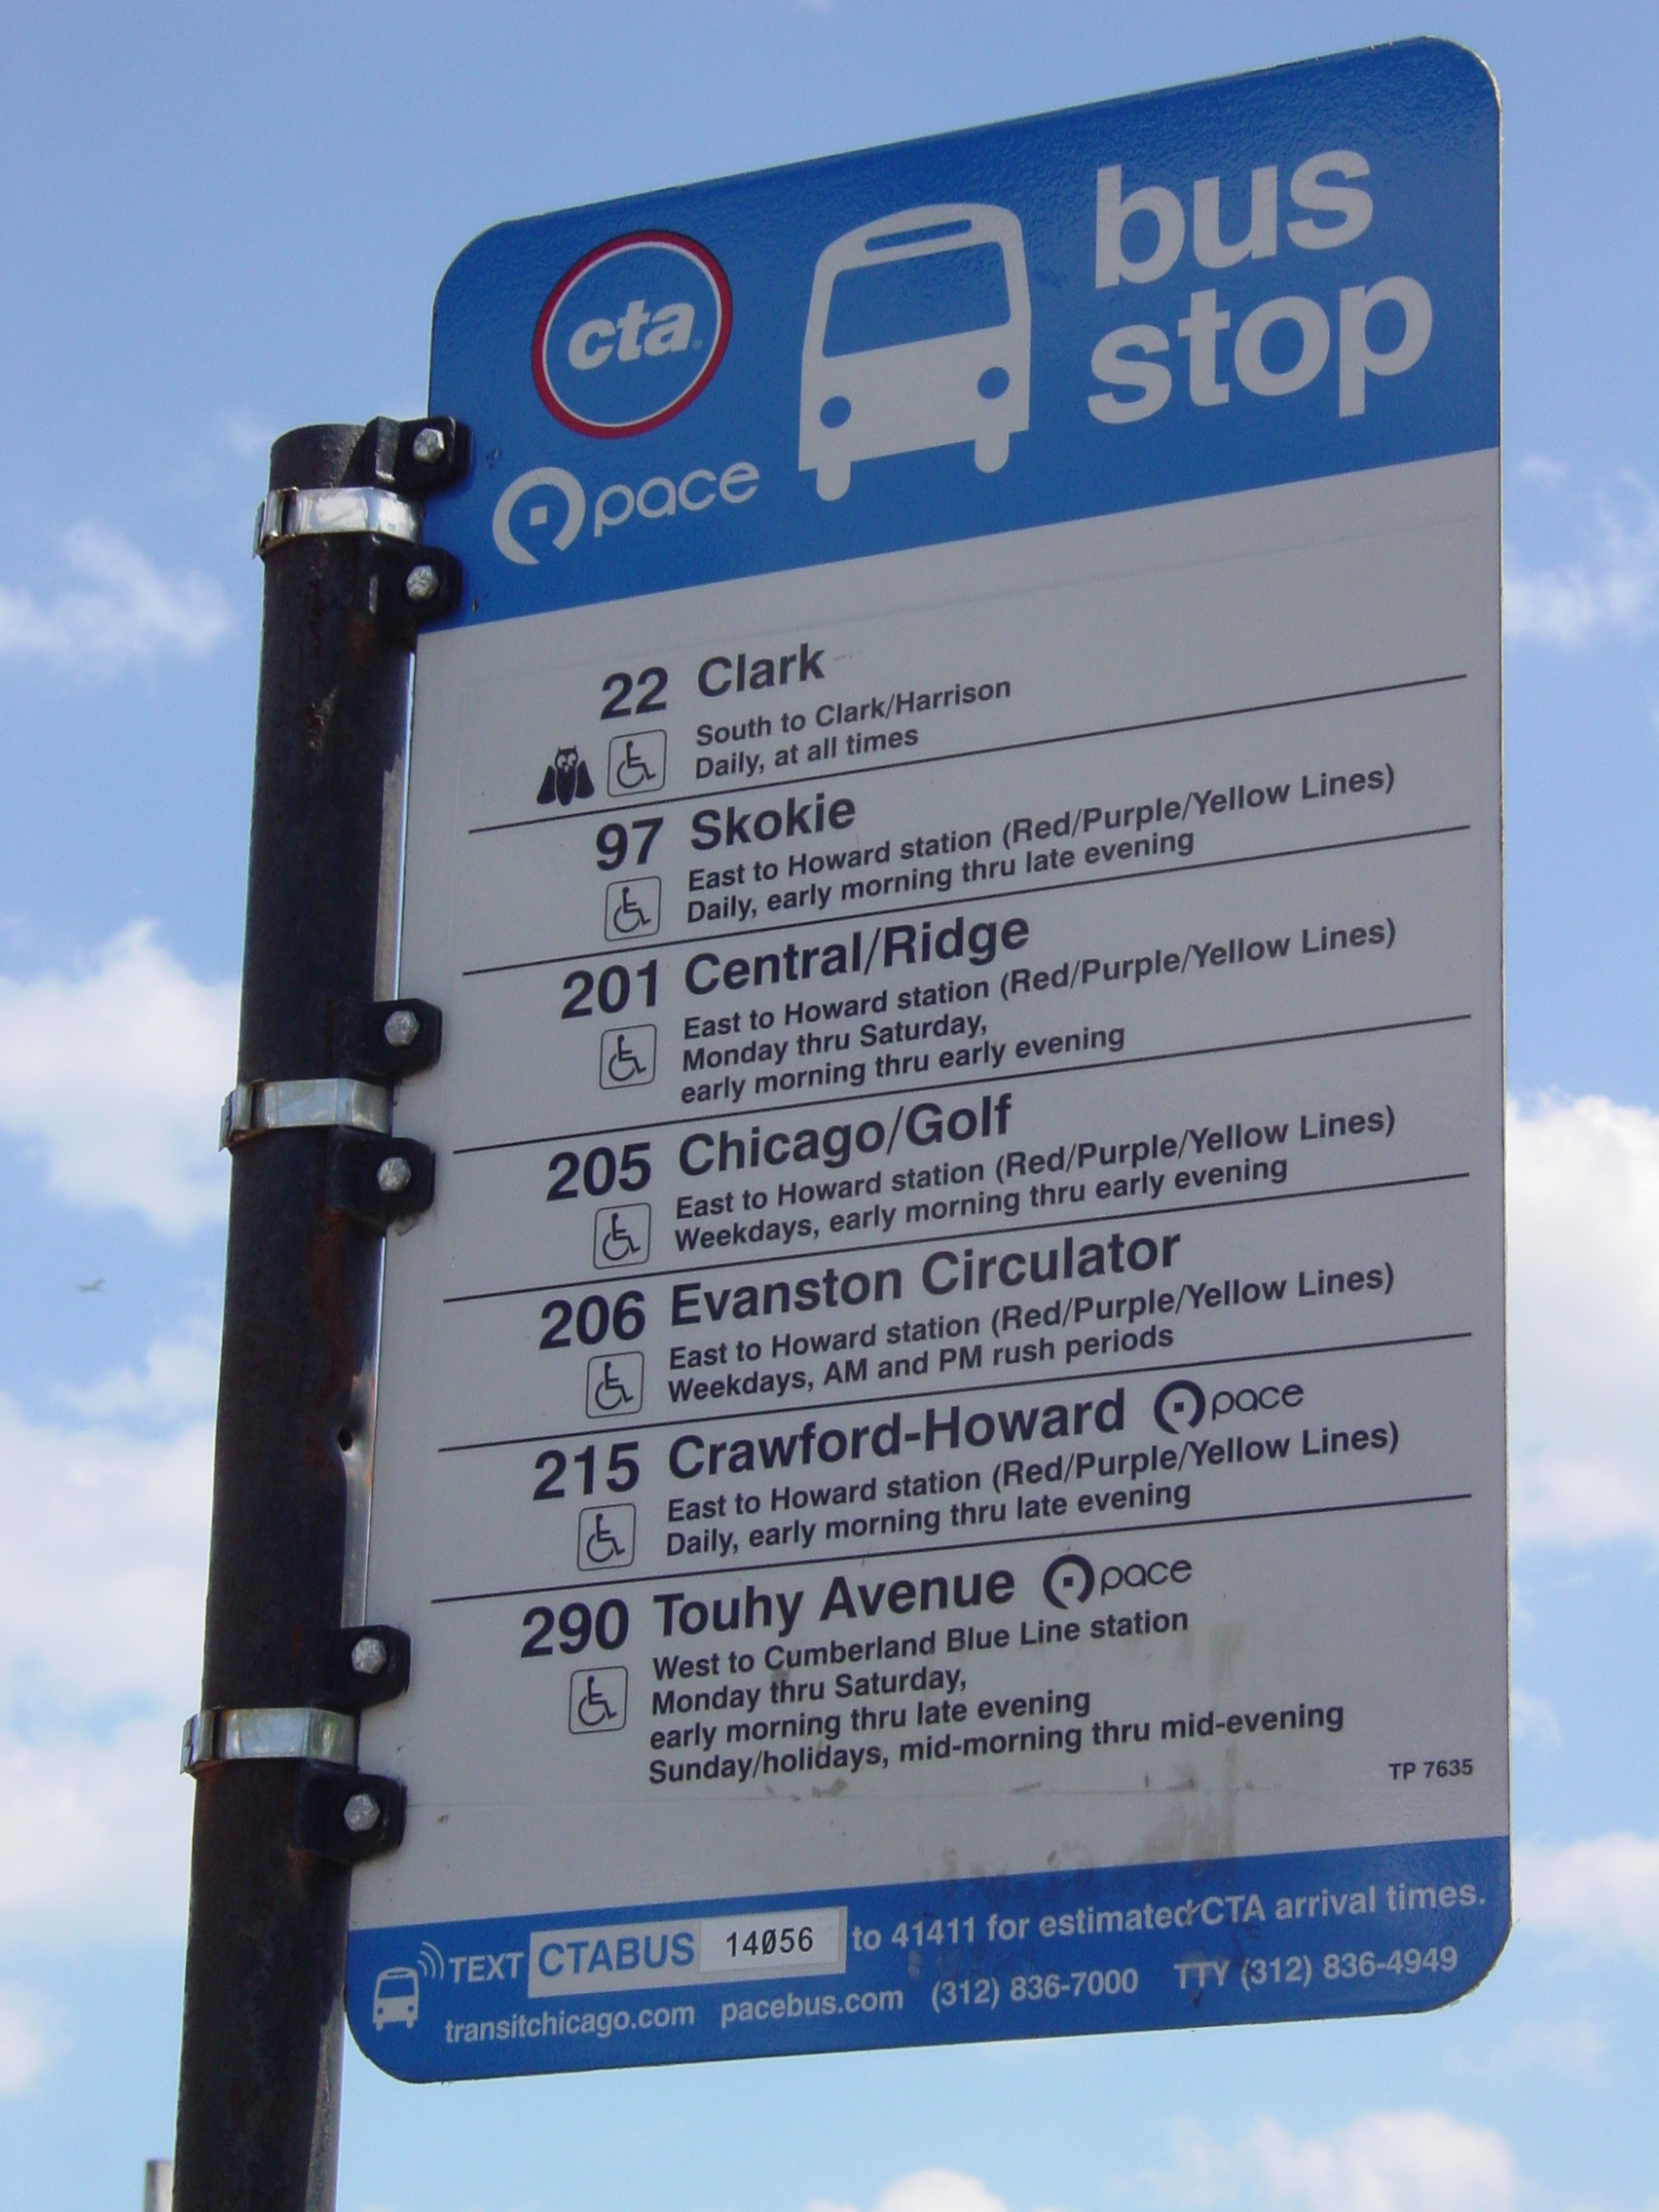 cta
pace
bus
stop
22 Clark
South to Clark/Harrison
Daily, at all times
97 Skokie
East to Howard station (Red/Purple/Yellow Lines)
Daily, early morning thru late evening
201 Central/Ridge
East to Howard station (Red/Purple/Yellow Lines)
Monday thru Saturday,
early morning thru early evening
205 Chicago/Golf
East to Howard station (Red/Purple/Yellow Lines)
Weekdays, early morning thru early evening
206 Evanston Circulator
East to Howard station (Red/Purple/Yellow Lines)
Weekdays, AM and PM rush periods
215 Crawford-Howard pace
East to Howard station (Red/Purple/Yellow Lines)
Daily, early morning thru late evening
290 Touhy Avenue pace
West to Cumberland Blue Line station
Monday thru Saturday,
early morning thru late evening
Sunday/holidays, mid-morning thru mid-evening
TP 7635
TEXT CTABUS 14056 to 41411 for estimated CTA arrival times.
transitchicago.com pacebus.com (312) 836-7000 TTY (312) 836-4949